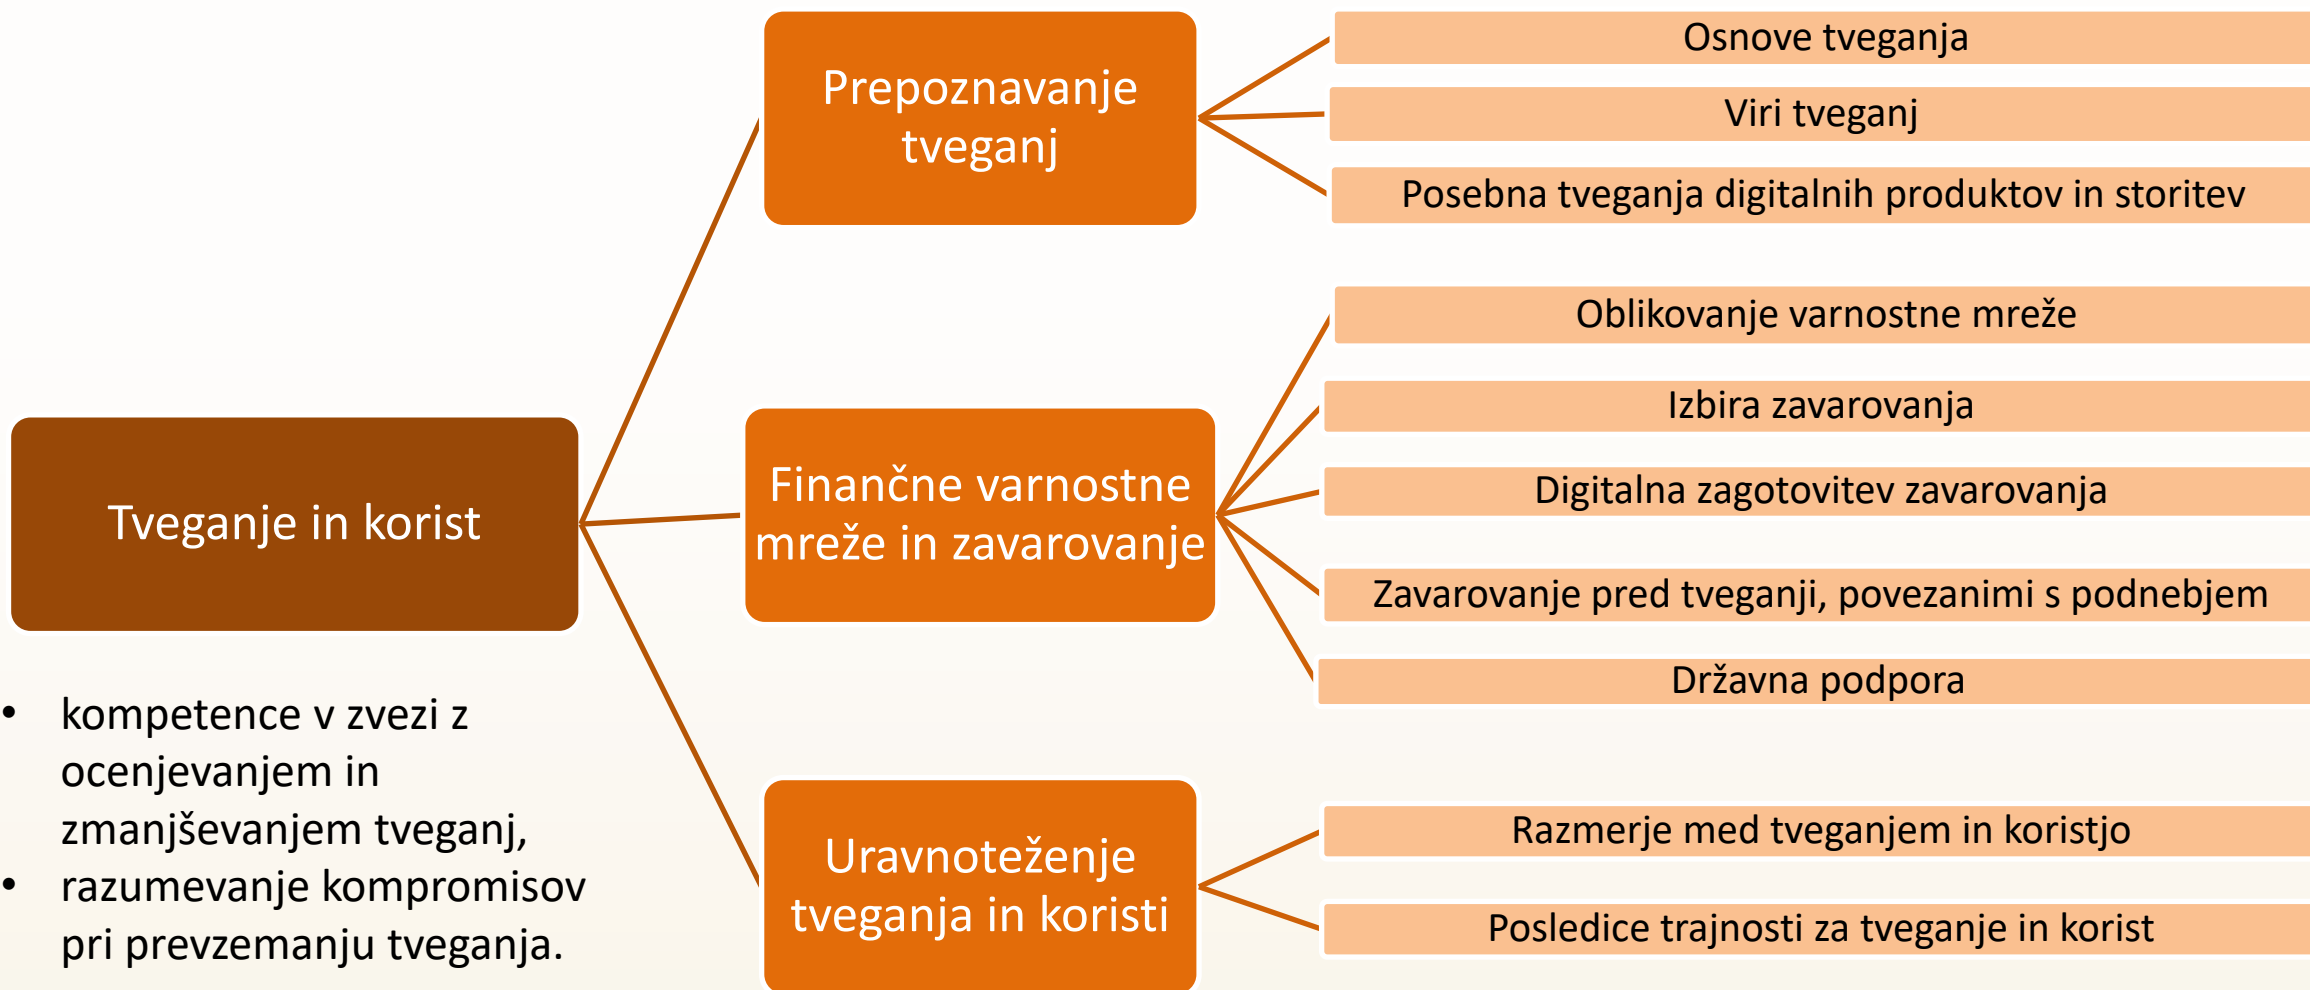 Tveganje in korist
• kompetence v zvezi z
ocenjevanjem in
zmanjševanjem tveganj,
• razumevanje kompromisov
pri prevzemanju tveganja.
Prepoznavanje
tveganj
Osnove tveganja
Viri tveganj
Posebna tveganja digitalnih produktov in storitev
Finančne varnostne
mreže in zavarovanje
Oblikovanje varnostne mreže
Izbira zavarovanja
Digitalna zagotovitev zavarovanja
Zavarovanje pred tveganji, povezanimi s podnebjem
Državna podpora
Uravnoteženje
tveganja in koristi
Razmerje med tveganjem in koristjo
Posledice trajnosti za tveganje in korist